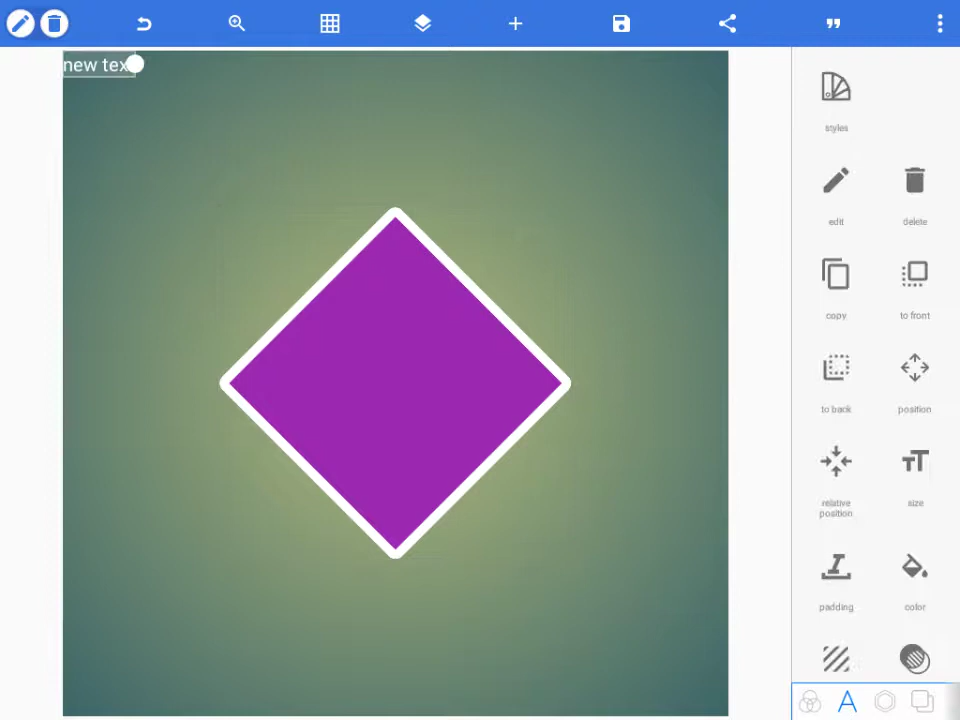 new tex
styles
edit
delete
copy
to front
to back
position
relative
position
size
padding
color